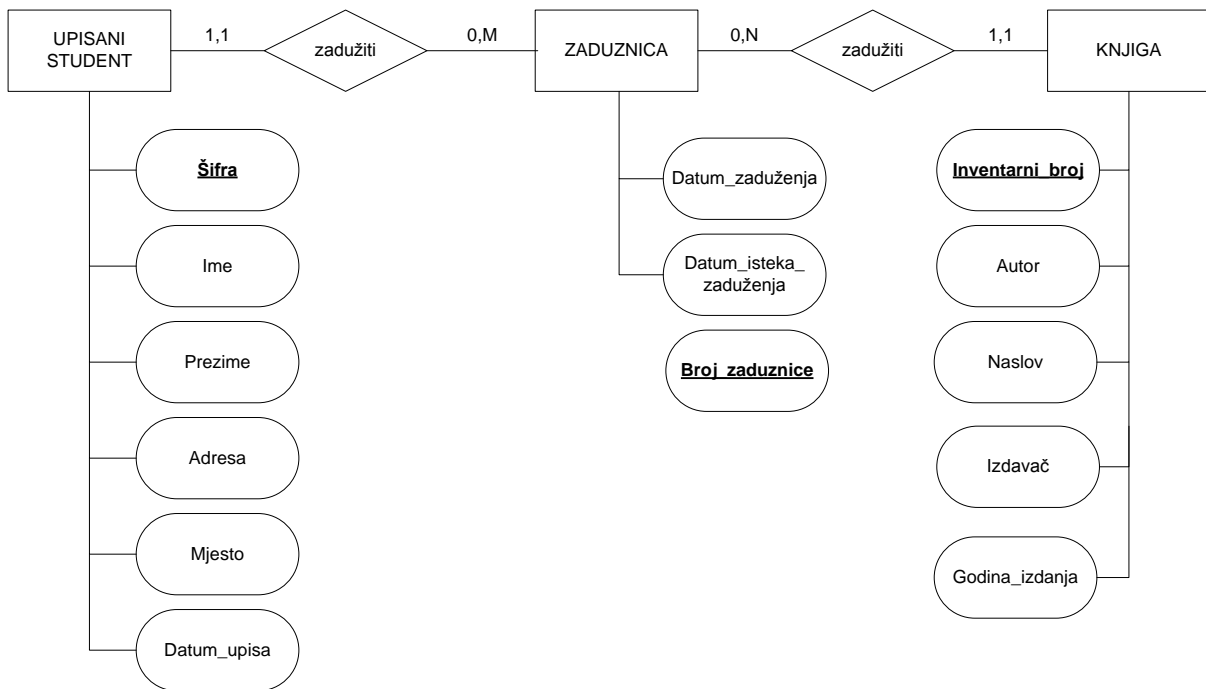 UPISANI
STUDENT
1,1
zadužiti
0,M
ZADUZNICA
0,N
zadužiti
1,1
KNJIGA
Šifra
Ime
Prezime
Adresa
Mjesto
Datum_upisa
Datum_zaduženja
Datum_isteka_
zaduženja
Broj_zaduznice
Inventarni_broj
Autor
Naslov
Izdavač
Godina_izdanja